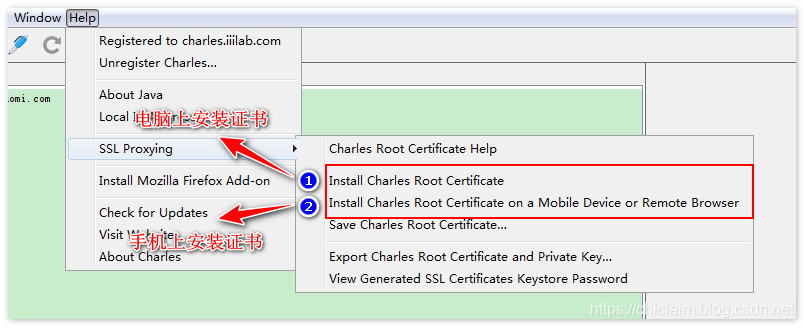 Window Help
Registered to charles.iiilab.com
Unregister Charles...
omi.com
About Java
Local I
电脑上安装证书
SSL Proxying
Charles Root Certificate Help
Install Mozilla Firefox Add-on
1 Install Charles Root Certificate
2 Install Charles Root Certificate on a Mobile Device or Remote Browser
Check for Updates
Save Charles Root Certificate...
Visit Website
手机上安装证书
About Charles
Export Charles Root Certificate and Private Key...
View Generated SSL Certificates Keystore Password
https://chiclaim.blog.csdn.net